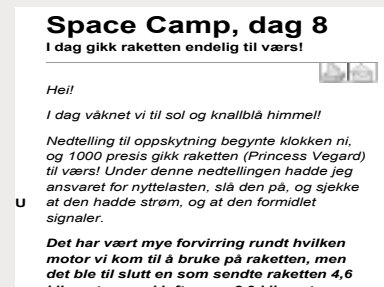 Space Camp, dag 8
I dag gikk raketten endelig til værs!
Hei!
I dag våknet vi til sol og knallblå himmel!
Nedtelling til oppskytning begynte klokken ni,
og 1000 presis gikk raketten (Princess Vegard)
til værs! Under denne nedtellingen hadde jeg
ansvaret for nyttelasten, slå den på, og sjekke
at den hadde strøm, og at den formidlet
U
signaler.
Det har vært mye forvirring rundt hvilken
motor vi kom til å bruke på raketten, men
det ble til slutt en som sendte raketten 4,6